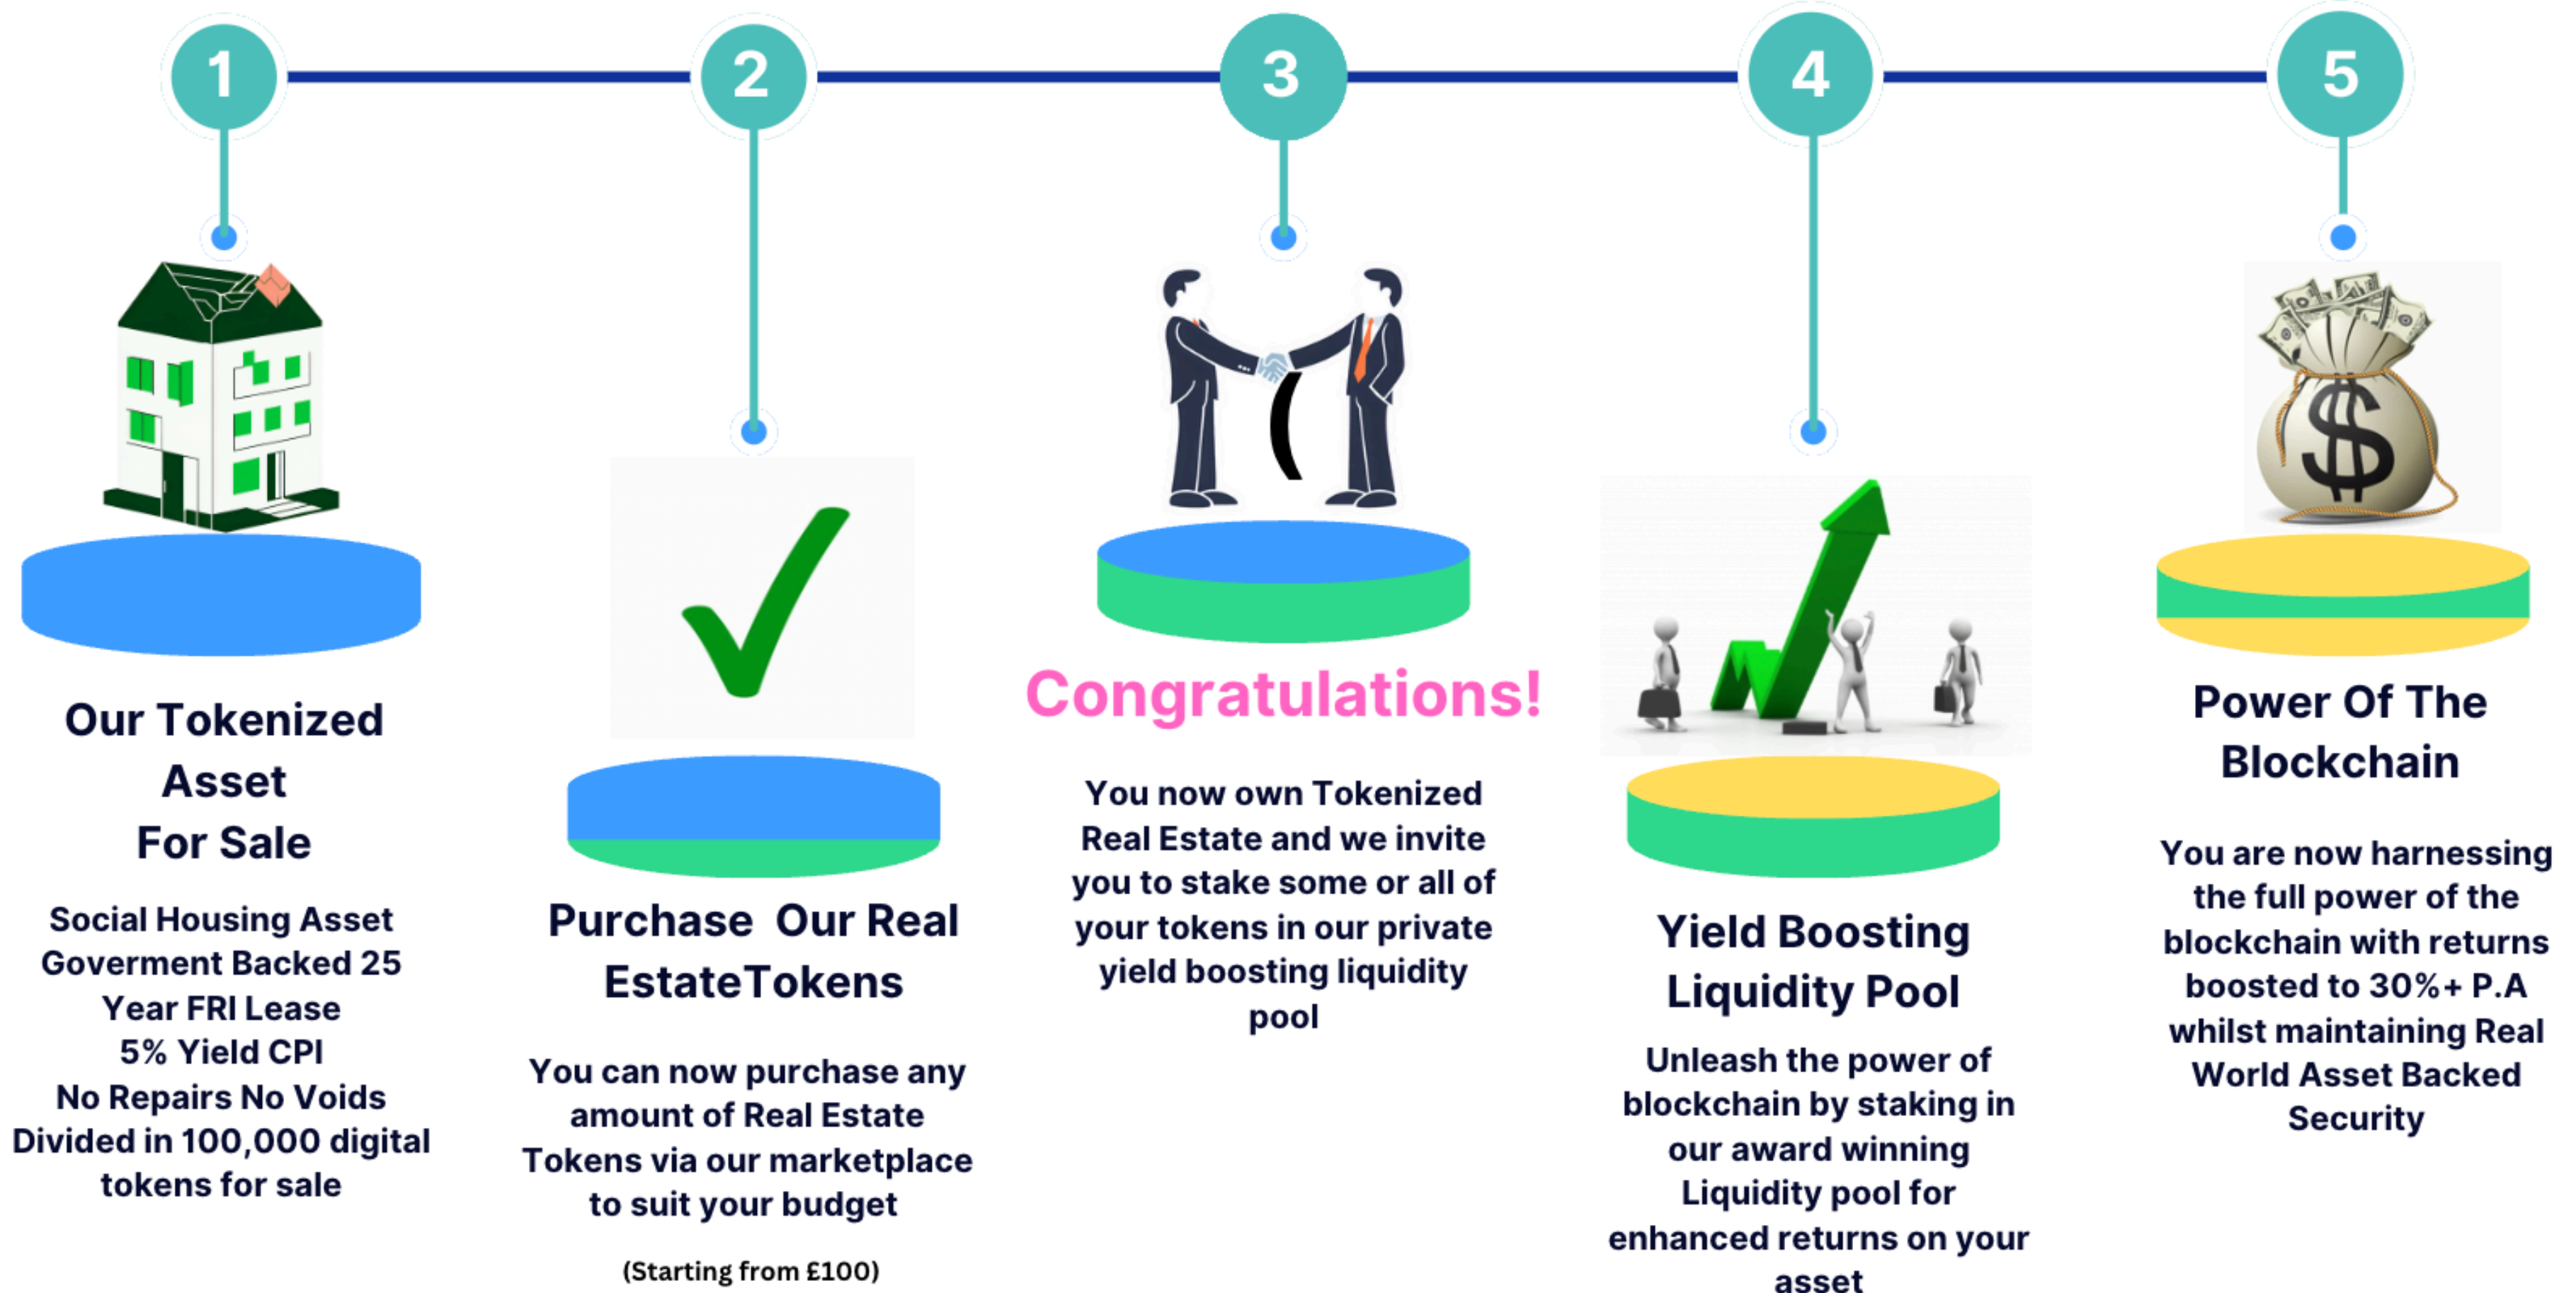 1
2
3
4
5
Our Tokenized
Asset
For Sale
Social Housing Asset
Goverment Backed 25
Year FRI Lease
5% Yield CPI
No Repairs No Voids
Divided in 100,000 digital
tokens for sale
Purchase  Our Real
EstateTokens
You can now purchase any
amount of Real Estate
Tokens via our marketplace
to suit your budget
(Starting from £100)
(
Congratulations!
You now own Tokenized
Real Estate and we invite
you to stake some or all of
your tokens in our private
yield boosting liquidity
pool
Yield Boosting
Liquidity Pool
Unleash the power of
blockchain by staking in
our award winning
Liquidity pool for
enhanced returns on your
asset
$
Power Of The
Blockchain
You are now harnessing
the full power of the
blockchain with returns
boosted to 30%+ P.A
whilst maintaining Real
World Asset Backed
Security